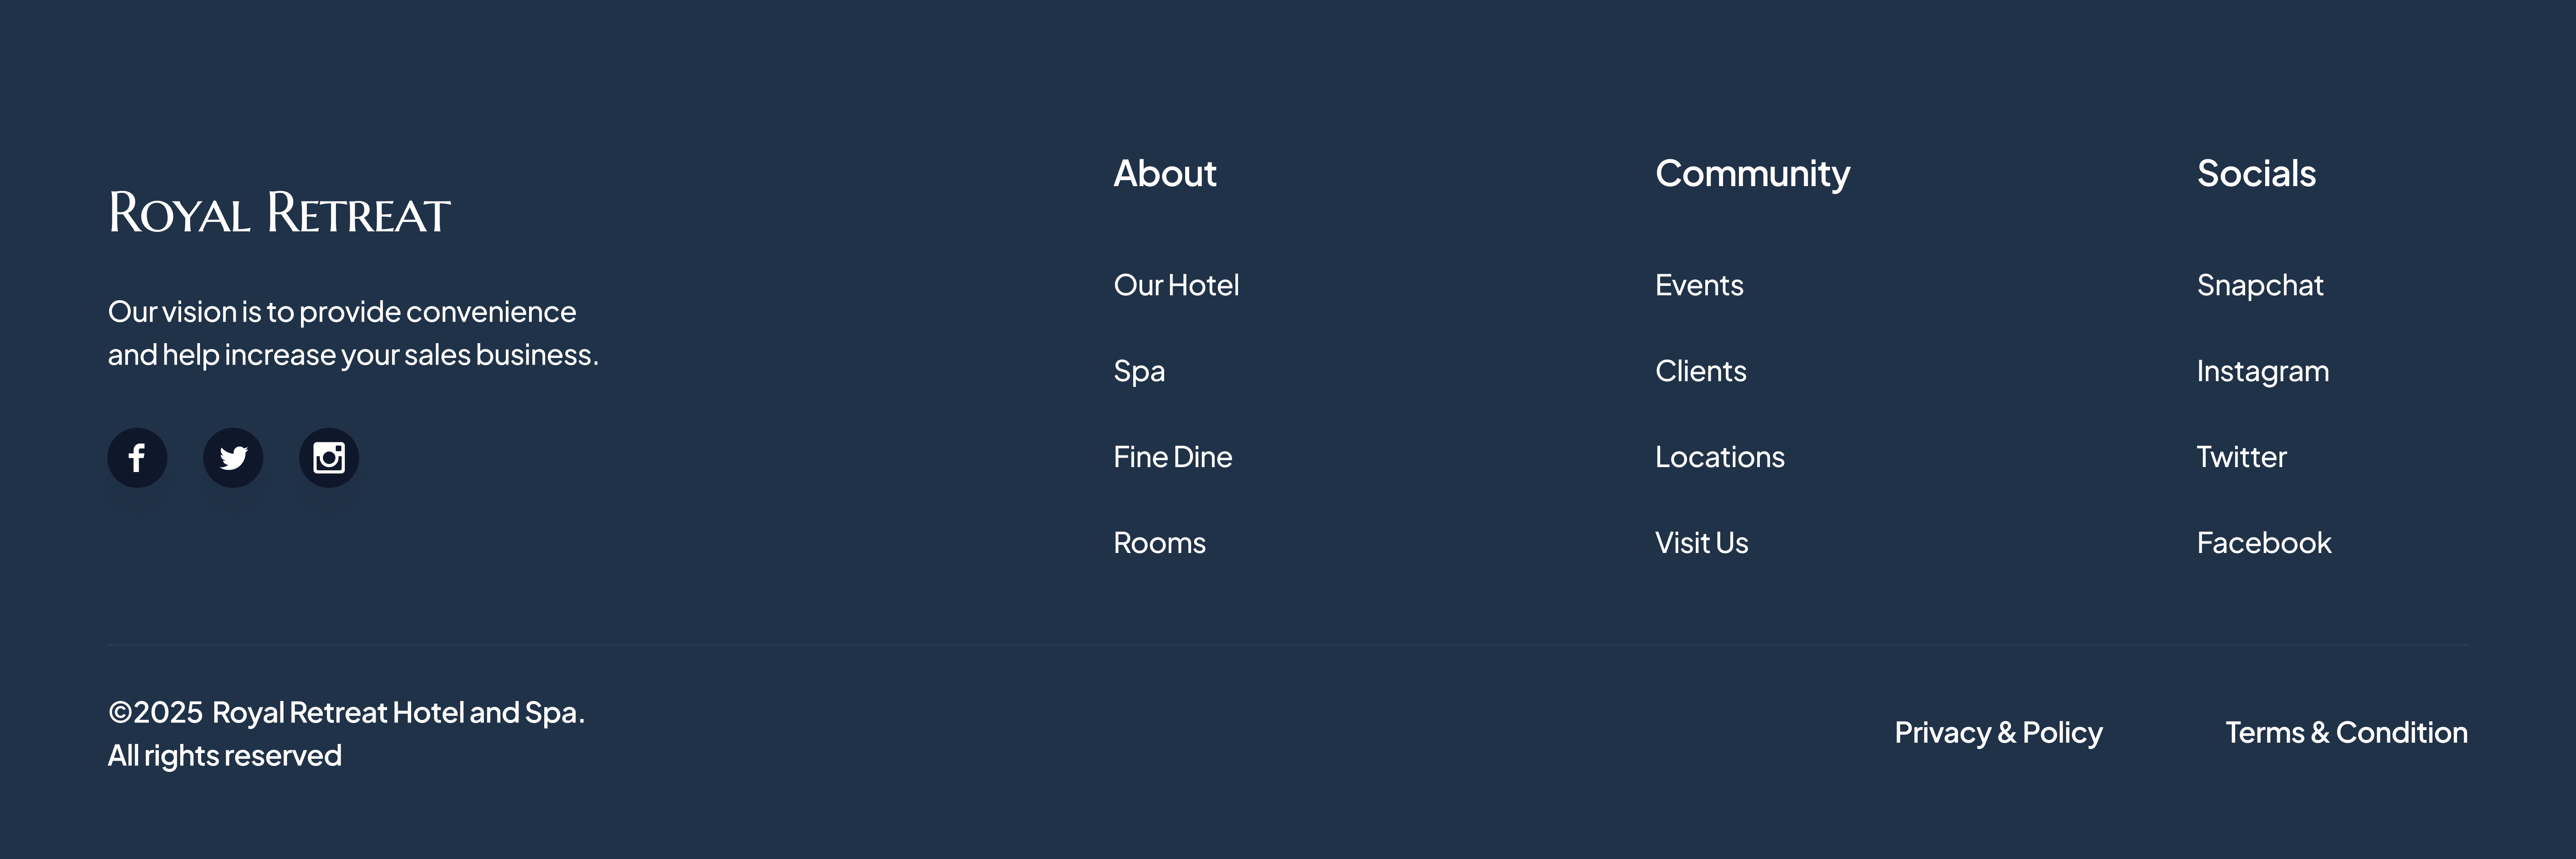 Royal Retreat
Our vision is to provide convenience
and help increase your sales business.
About
Our Hotel
Spa
Fine Dine
Rooms
Community
Events
Clients
Locations
Visit Us
Socials
Snapchat
Instagram
Twitter
Facebook
©2025 Royal Retreat Hotel and Spa.
All rights reserved
Privacy & Policy
Terms & Condition